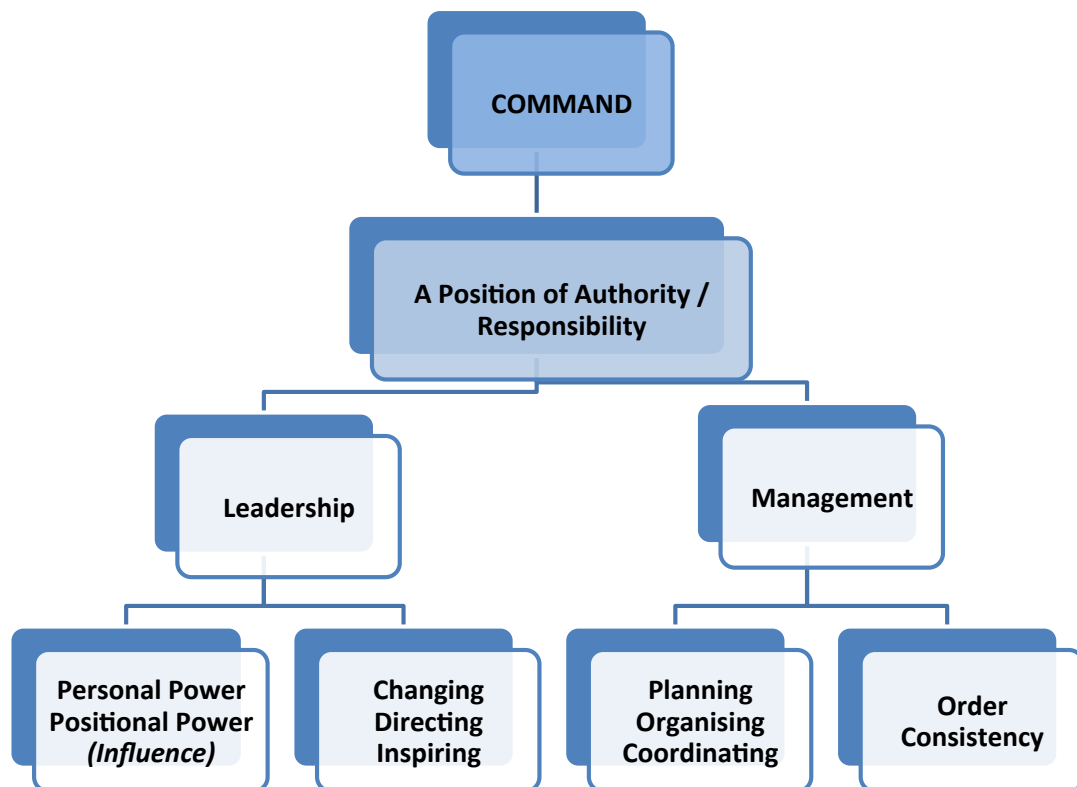 COMMAND
A Position of Authority /
Responsibility
Leadership
Management
Personal Power
Positional Power
(Influence)
Changing
Directing
Inspiring
Planning
Organising
Coordinating
Order
Consistency